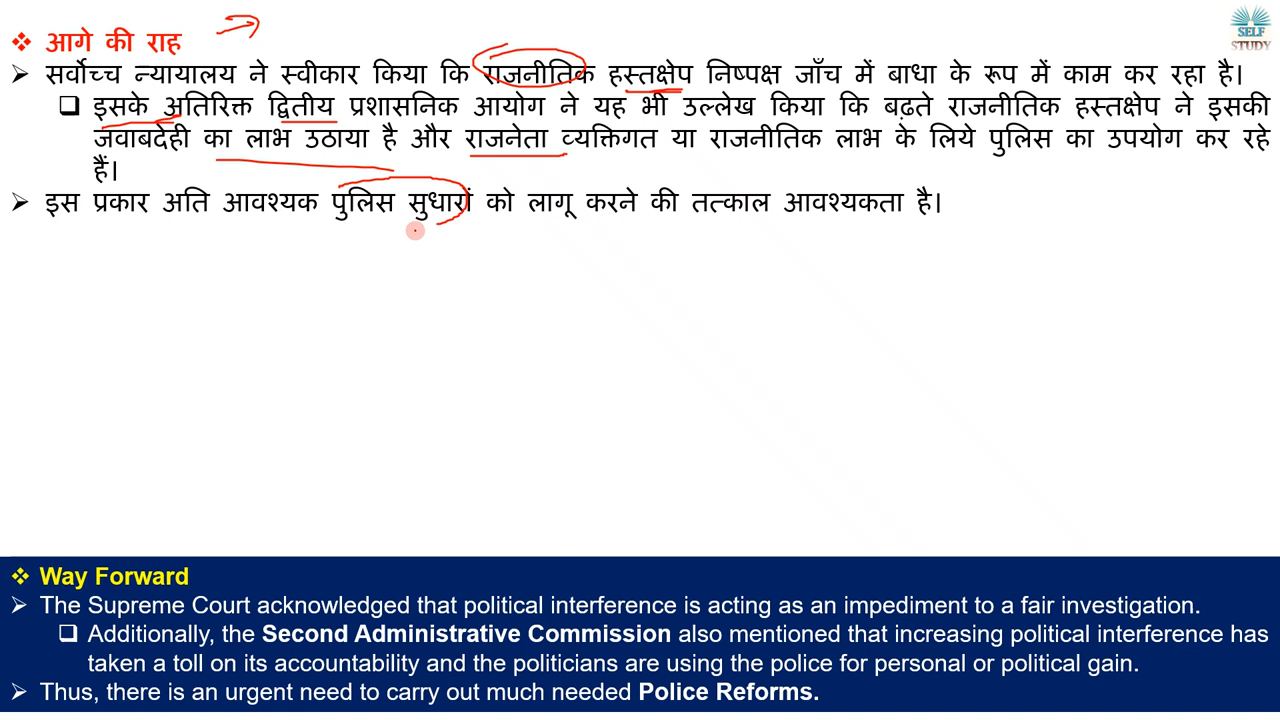 SELF
STUDY
❖ आगे की राह
➢ सर्वोच्च न्यायालय ने स्वीकार किया कि राजनीतिक हस्तक्षेप निष्पक्ष जाँच में बाधा के रूप में काम कर रहा है।
❑ इसके अतिरिक्त द्वितीय प्रशासनिक आयोग ने यह भी उल्लेख किया कि बढ़ते राजनीतिक हस्तक्षेप ने इसकी
जवाबदेही का लाभ उठाया है और राजनेता व्यक्तिगत या राजनीतिक लाभ के लिये पुलिस का उपयोग कर रहे
हैं।
➢ इस प्रकार अति आवश्यक पुलिस सुधारों को लागू करने की तत्काल आवश्यकता है।
❖ Way Forward
➢ The Supreme Court acknowledged that political interference is acting as an impediment to a fair investigation.
❑ Additionally, the Second Administrative Commission also mentioned that increasing political interference has
taken a toll on its accountability and the politicians are using the police for personal or political gain.
➢ Thus, there is an urgent need to carry out much needed Police Reforms.